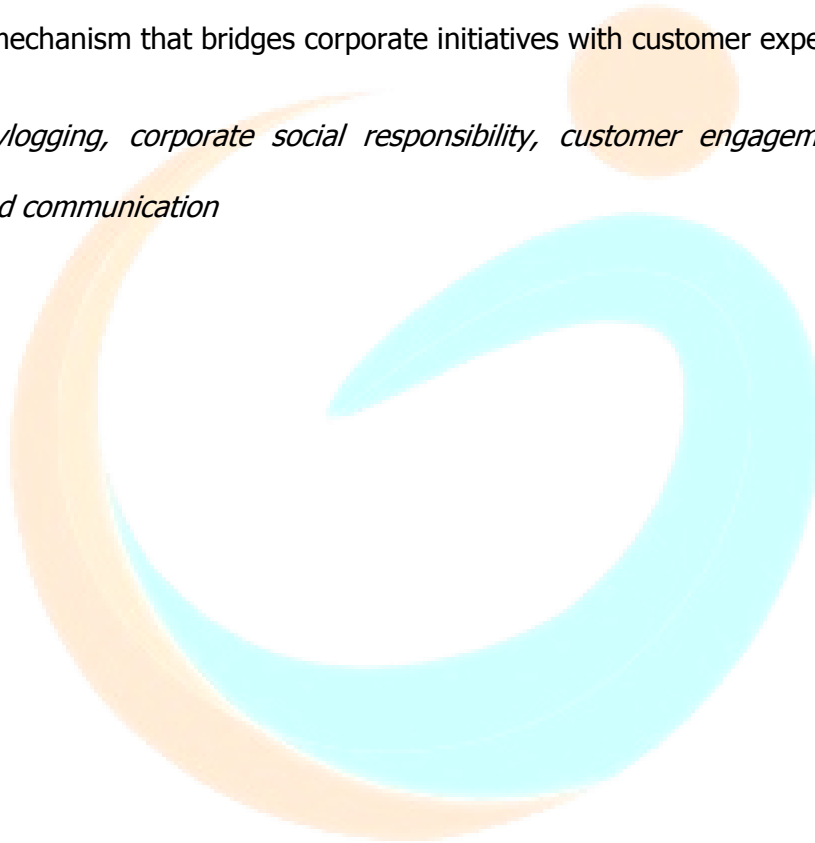 mechanism that bridges corporate initiatives with customer expe
vlogging, corporate social responsibility, customer engagem
d communication